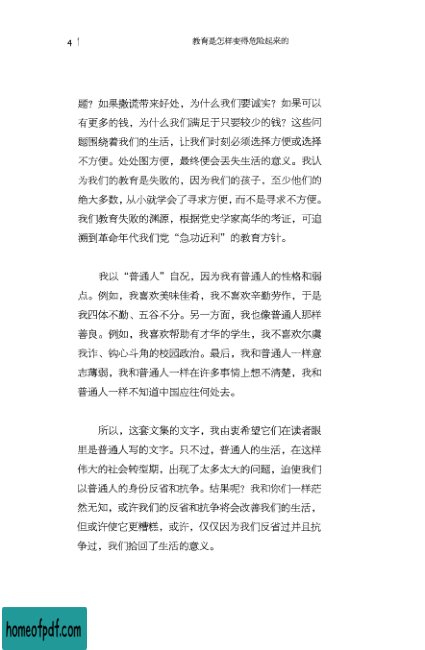 4
教育是怎样变得危险起来的
题?如果撒谎带来好处,为什么我们要诚实?如果可以
有更多的钱,为什么我们满足于只要较少的钱?这些问
题围绕着我们的生活,让我们时刻必须选择方便或选择
不方便。处处图方便,最终便会丢失生活的意义。我认
为我们的教育是失败的,因为我们的孩子,至少他们的
绝大多数,从小就学会了寻求方便,而不是寻求不方便。
我们教育失败的渊源,根据党史学家高华的考证,可追
溯到革命年代我们党“急功近利”的教育方针。
我以“普通人”自况,因为我有普通人的性格和弱
点。例如,我喜欢美味佳肴,我不喜欢辛勤劳作,于是
我四体不勤、五谷不分。另一方面,我也像普通人那样
善良。例如,我喜欢帮助有才华的学生,我不喜欢尔虞
我诈、钩心斗角的校园政治。最后,我和普通人一样意
志薄弱,我和普通人一样在许多事情上想不清楚,我和
普通人一样不知道中国应往何处去。
所以,这套文集的文字,我由衷希望它们在读者眼
里是普通人写的文字。只不过,普通人的生活,在这样
伟大的社会转型期,出现了太多太大的问题,迫使我们
以普通人的身份反省和抗争。结果呢?我和你们一样茫
然无知,或许我们的反省和抗争将会改善我们的生活,
但或许使它更糟糕,或许,仅仅因为我们反省过并且抗
争过,我们拾回了生活的意义。
homeofpdf.com